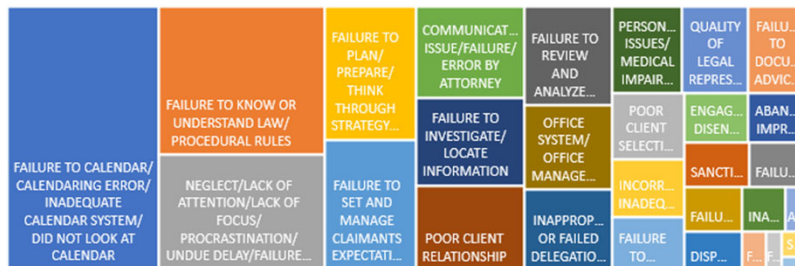 FAILURE TO CALENDAR/
CALENDARING ERROR/
INADEQUATE
CALENDAR SYSTEM/
DID NOT LOOK AT
CALENDAR
FAILURE TO KNOW OR
UNDERSTAND LAW/
PROCEDURAL RULES
NEGLECT/LACK OF
ATTENTION/LACK OF
FOCUS/
PROCRASTINATION/
UNDUE DELAY/FAILURE...
FAILURE TO
PLAN/
PREPARE/
THINK
THROUGH
STRATEGY...
FAILURE TO
SET AND
MANAGE
CLAIMANTS
EXPECTATI...
COMMUNICAT...
ISSUE/FAILURE/
ERROR BY
ATTORNEY
FAILURE TO
INVESTIGATE/
LOCATE
INFORMATION
POOR CLIENT
RELATIONSHIP
FAILURE TO
REVIEW
AND
ANALYZE...
OFFICE
SYSTEM/
OFFICE
MANAGE...
INAPPROP...
OR FAILED
DELEGATIO...
PERSON...
ISSUES/
MEDICAL
IMPAIR...
POOR
CLIENT
SELECTI...
INCORR...
INADEQ...
FAILURE
TO...
QUALITY
OF
LEGAL
REPRES...
ENGAG...
DISEN...
SANCTI...
FAILU...
DISP...
FAILU...
TO
DOCU...
ADVIC...
ABAN...
IMPR...
FAILU...
INA...
A
F...
F...
S